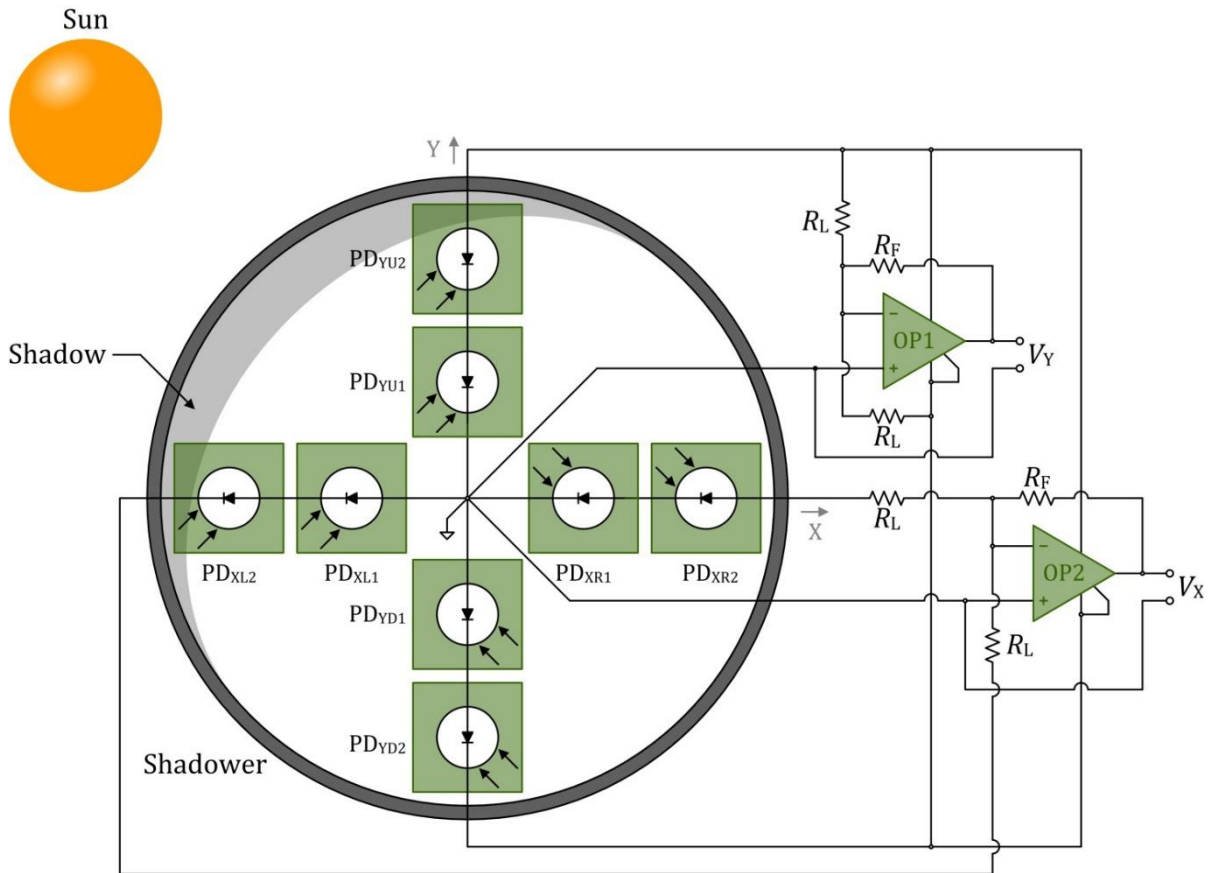 Sun
Y
R_L
R_F
PD_YU2
−
OP1
V_Y
+
Shadow
PD_YU1
R_L
R_F
R_L
X
−
OP2
V_X
+
PD_XL2
PD_XL1
PD_XR1
PD_XR2
PD_YD1
R_L
PD_YD2
Shadower